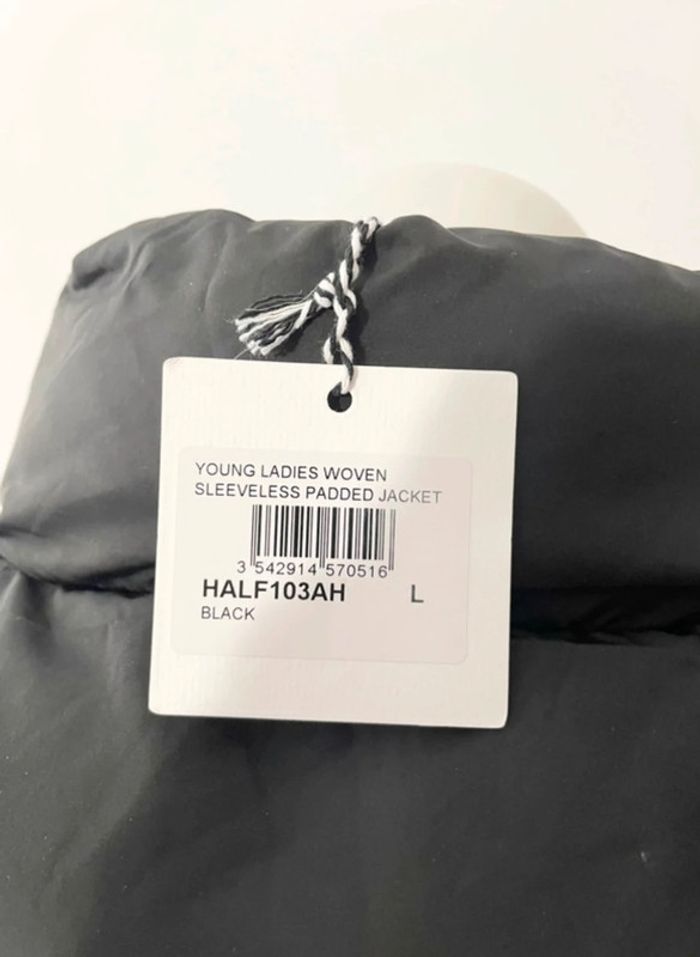 YOUNG LADIES WOVEN
SLEEVELESS PADDED JACKET
3 542914 570516
HALF103AH L
BLACK